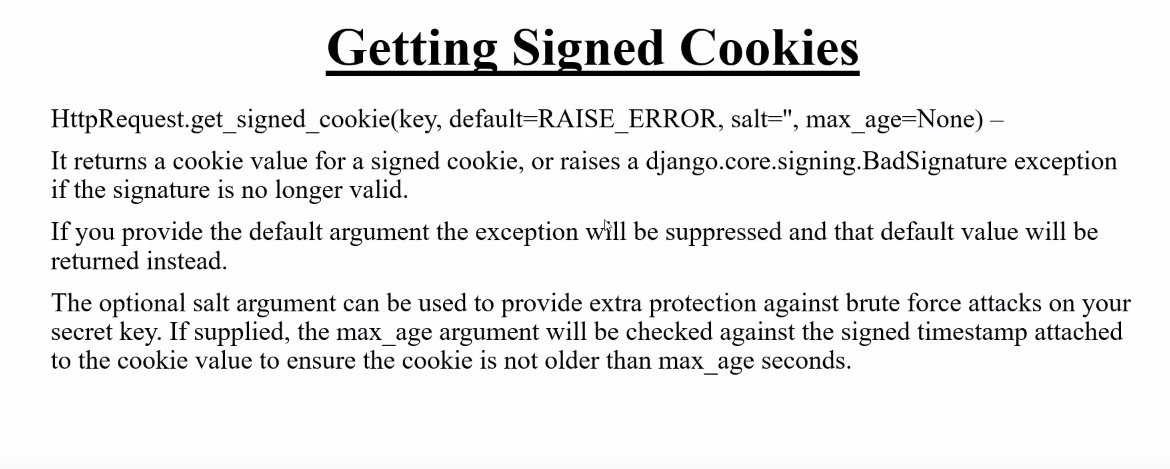 Getting Signed Cookies
HttpRequest.get_signed_cookie(key, default=RAISE_ERROR, salt='', max_age=None) –
It returns a cookie value for a signed cookie, or raises a django.core.signing.BadSignature exception
if the signature is no longer valid.
If you provide the default argument the exception will be suppressed and that default value will be
returned instead.
The optional salt argument can be used to provide extra protection against brute force attacks on your
secret key. If supplied, the max_age argument will be checked against the signed timestamp attached
to the cookie value to ensure the cookie is not older than max_age seconds.